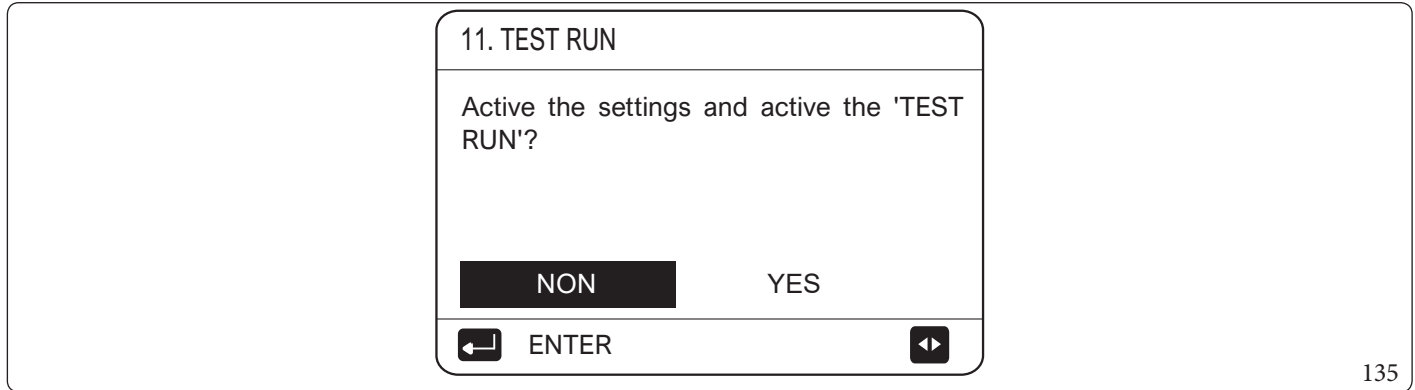 11. TEST RUN
Active the settings and active the 'TEST
RUN'?
NON YES
ENTER
135